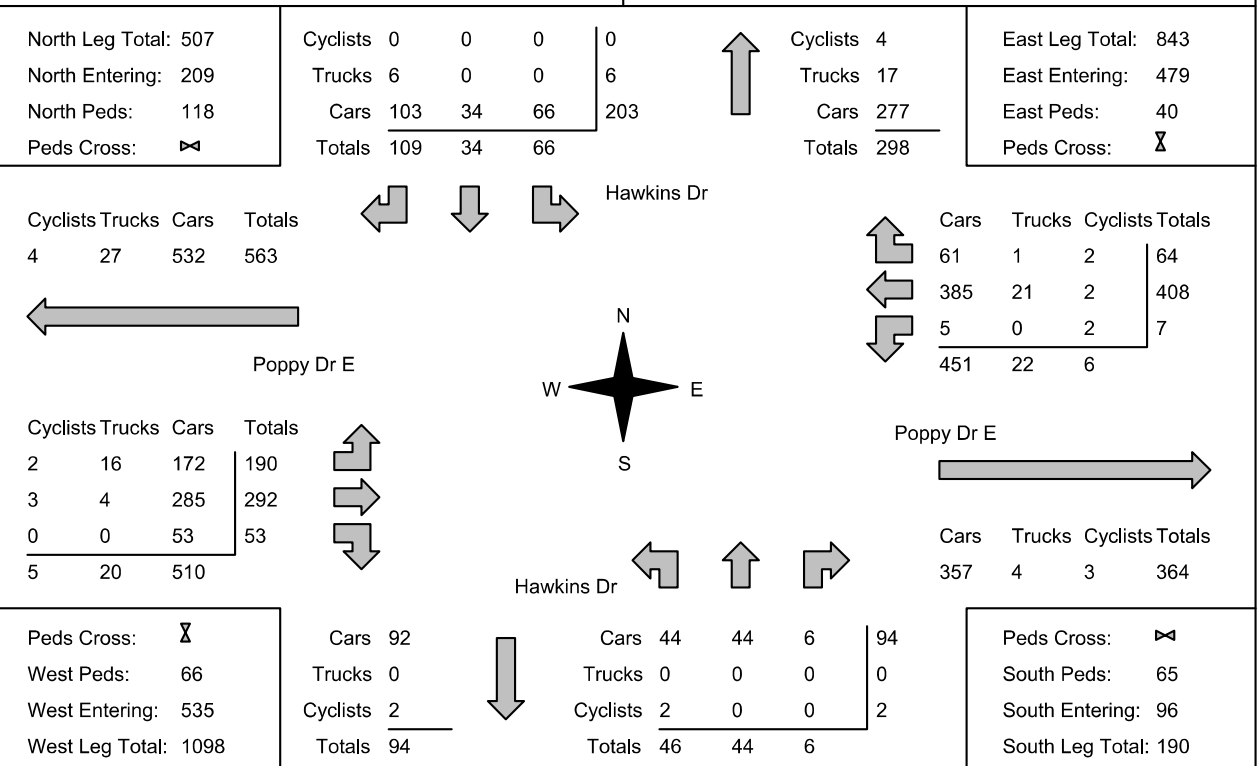 North Leg Total: 507
North Entering: 209
North Peds: 118
Peds Cross:
Cyclists 0 0 0 0
Trucks 6 0 0 6
Cars 103 34 66 203
Totals 109 34 66
Cyclists 4
Trucks 17
Cars 277
Totals 298
East Leg Total: 843
East Entering: 479
East Peds: 40
Peds Cross:
Hawkins Dr
Cyclists Trucks Cars Totals
4 27 532 563
Cars Trucks Cyclists Totals
61 1 2 64
385 21 2 408
5 0 2 7
451 22 6
Poppy Dr E
N
W E
S
Cyclists Trucks Cars Totals
2 16 172 190
3 4 285 292
0 0 53 53
5 20 510
Poppy Dr E
Cars Trucks Cyclists Totals
357 4 3 364
Hawkins Dr
Peds Cross:
West Peds: 66
West Entering: 535
West Leg Total: 1098
Cars 92
Trucks 0
Cyclists 2
Totals 94
Cars 44 44 6 94
Trucks 0 0 0 0
Cyclists 2 0 0 2
Totals 46 44 6
Peds Cross:
South Peds: 65
South Entering: 96
South Leg Total: 190